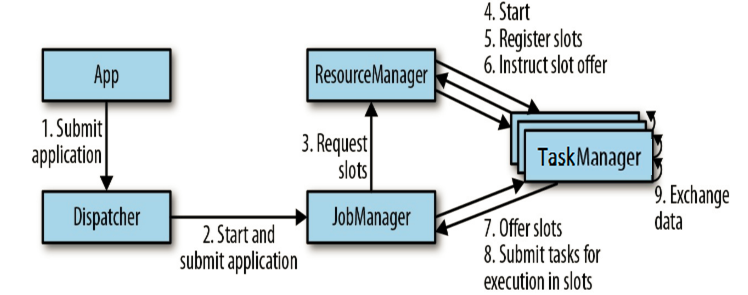 4. Start
5. Register slots
6. Instruct slot offer
App
ResourceManager
1. Submit
application
3. Request
slots
TaskManager
Dispatcher
JobManager
2. Start and
submit application
7. Offer slots
8. Submit tasks for
execution in slots
9. Exchange
data